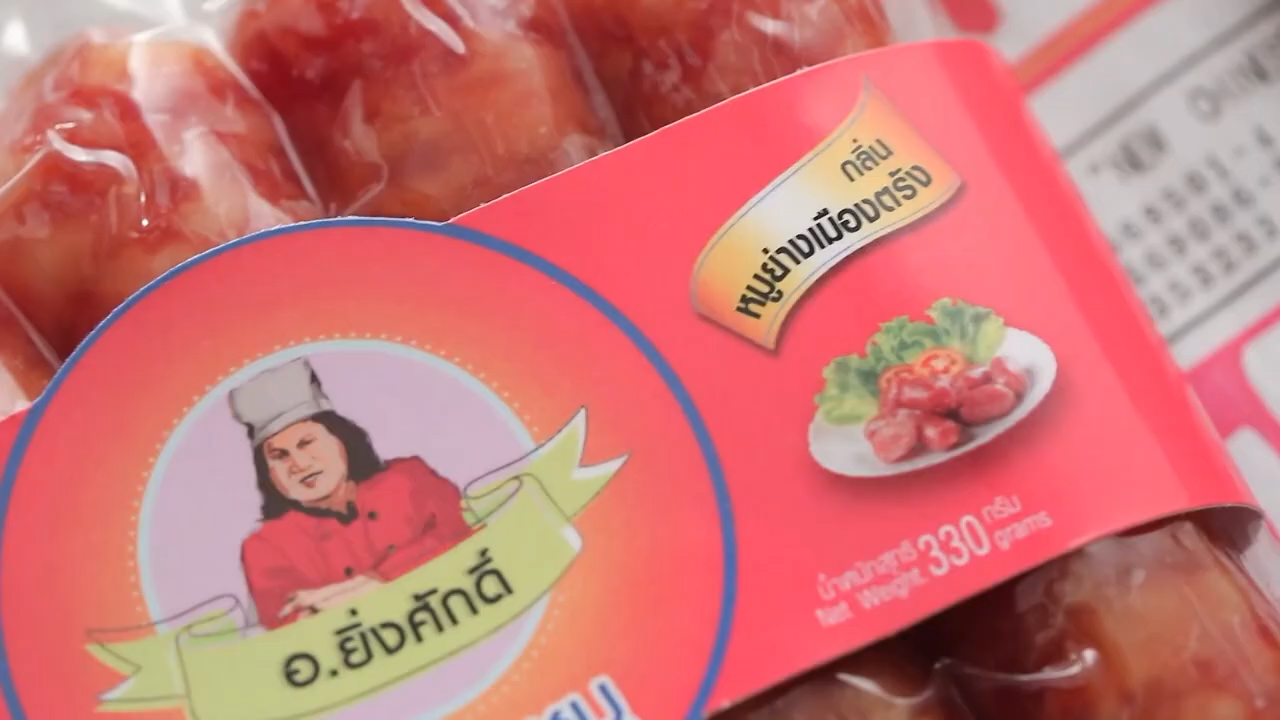 กลิ่น
หมูย่างเมืองตรัง
อ.ยิ่งศักดิ์
น้ำหนักสุทธิ 330 กรัม
Net Weight grams